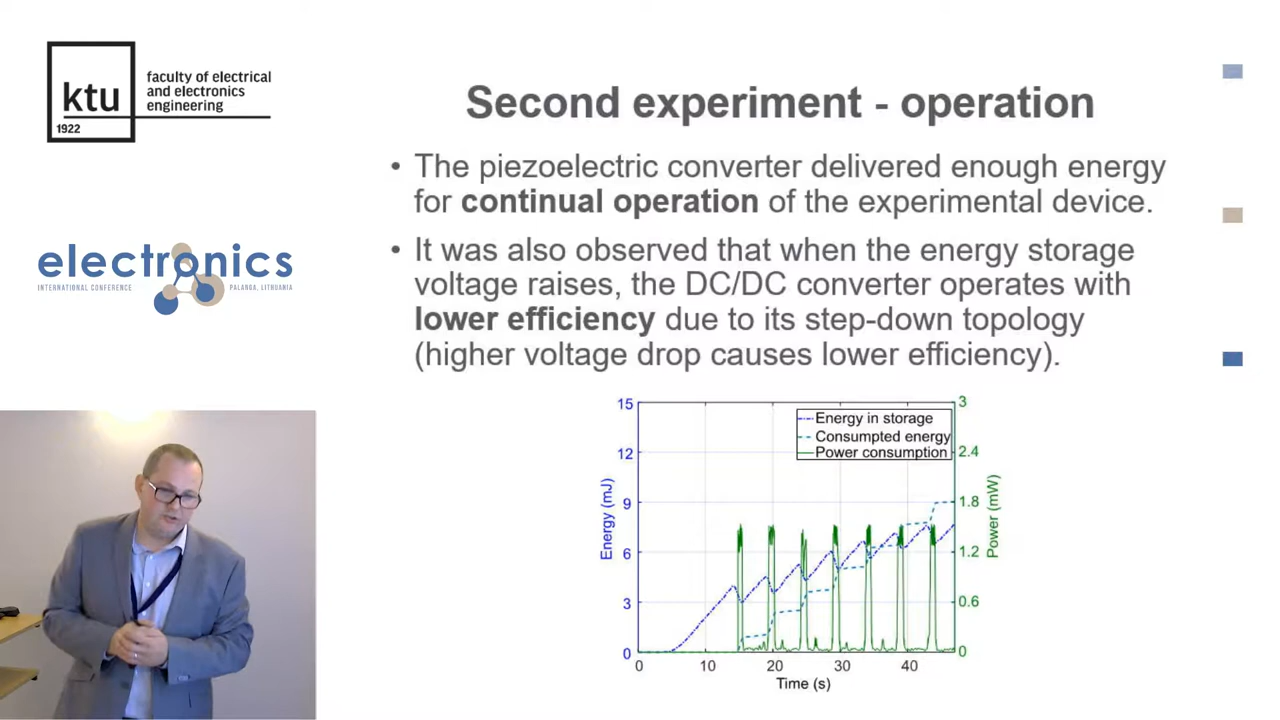 ktu
1922
faculty of electrical
and electronics
engineering
electronics
INTERNATIONAL CONFERENCE
PALANGA, LITHUANIA
Second experiment - operation
• The piezoelectric converter delivered enough energy
for continual operation of the experimental device.
• It was also observed that when the energy storage
voltage raises, the DC/DC converter operates with
lower efficiency due to its step-down topology
(higher voltage drop causes lower efficiency).
Energy in storage
Consumpted energy
Power consumption
Energy (mJ)
15
12
9
6
3
0
Power (mW)
3
2.4
1.8
1.2
0.6
0
0 10 20 30 40
Time (s)